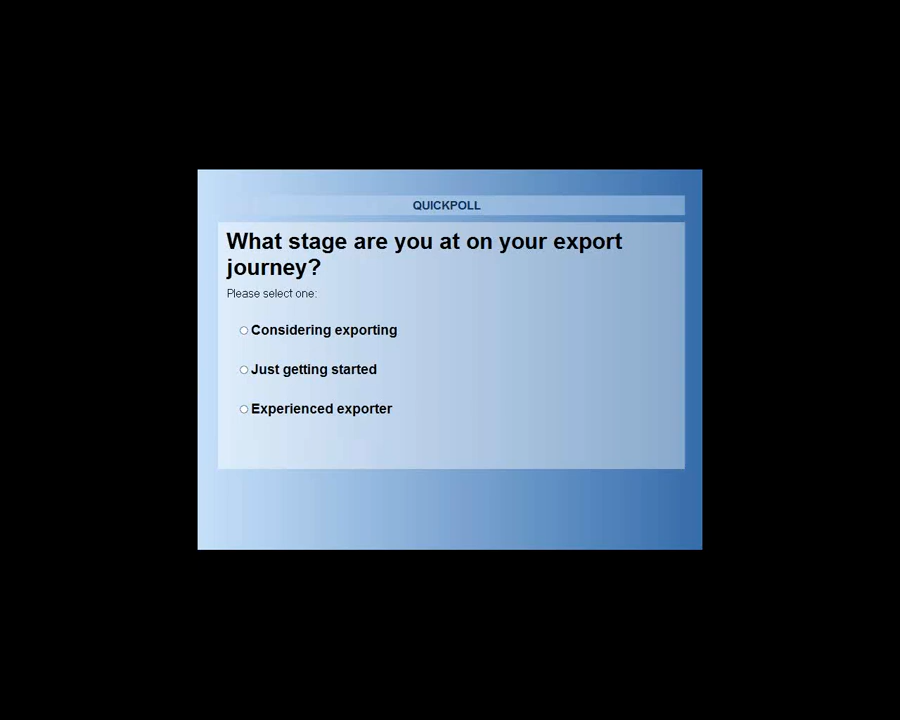 QUICKPOLL
What stage are you at on your export
journey?
Please select one:
Considering exporting
Just getting started
Experienced exporter